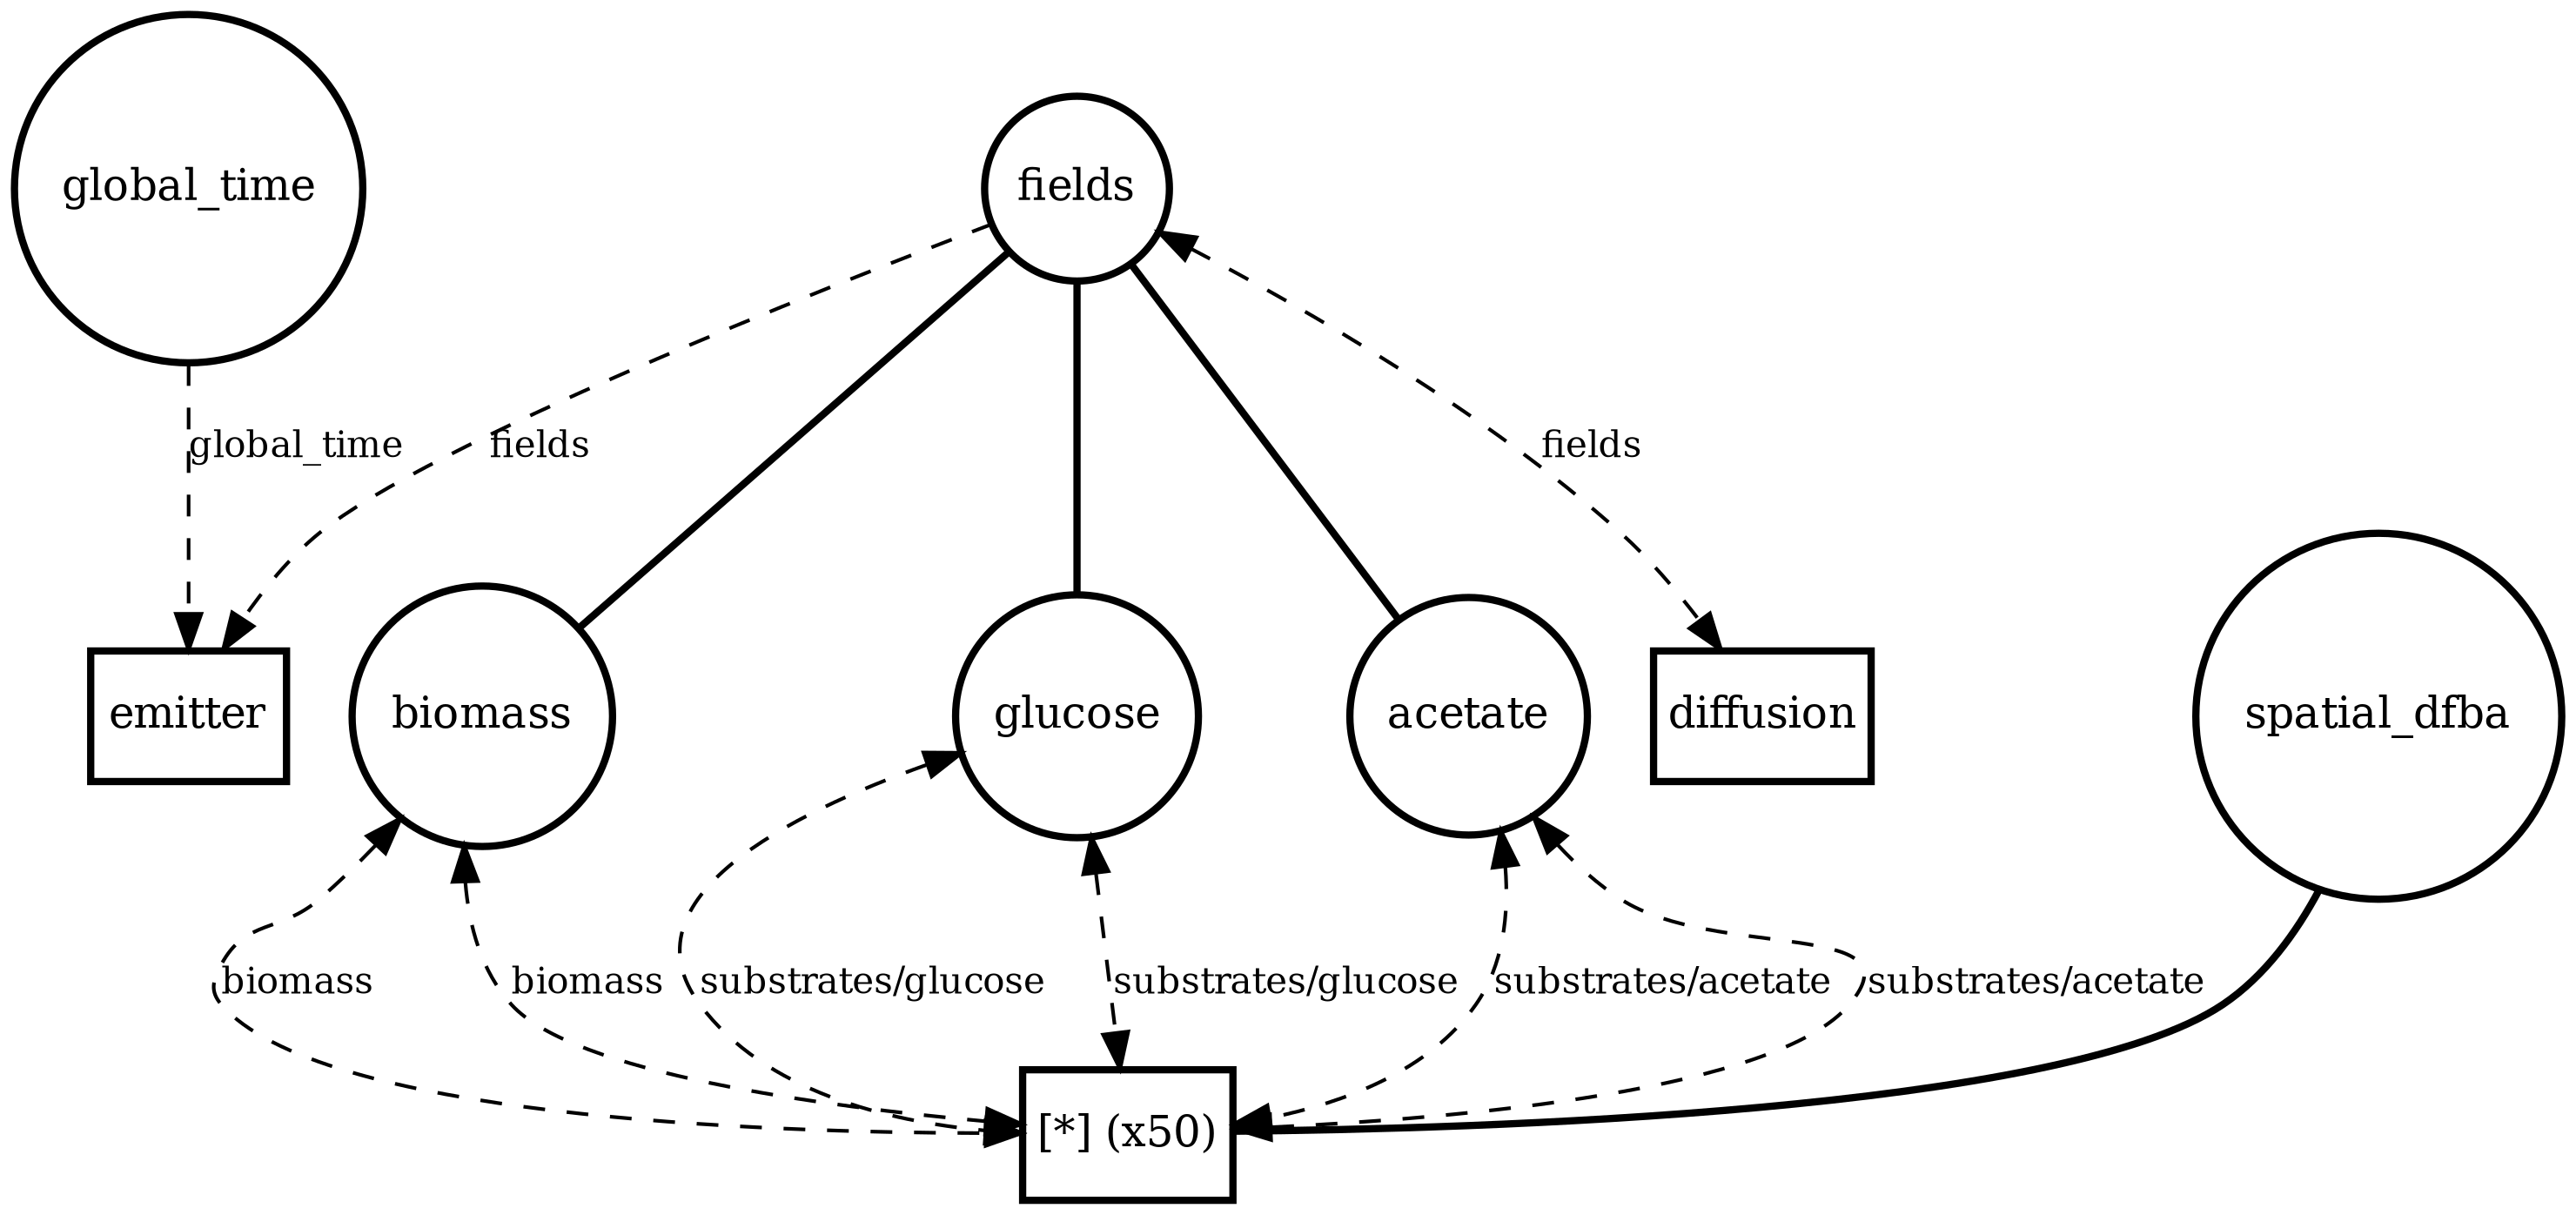 global_time
fields
global_time
fields
fields
emitter
biomass
glucose
acetate
diffusion
spatial_dfba
biomass
biomass
substrates/glucose
substrates/glucose
substrates/acetate
substrates/acetate
[*] (x50)